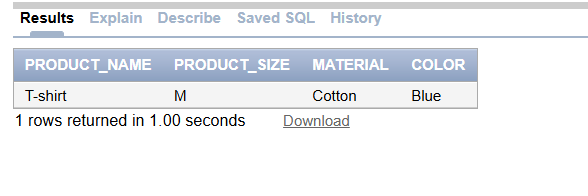 Results Explain Describe Saved SQL History
PRODUCT_NAME PRODUCT_SIZE MATERIAL COLOR
T-shirt M Cotton Blue
1 rows returned in 1.00 seconds Download